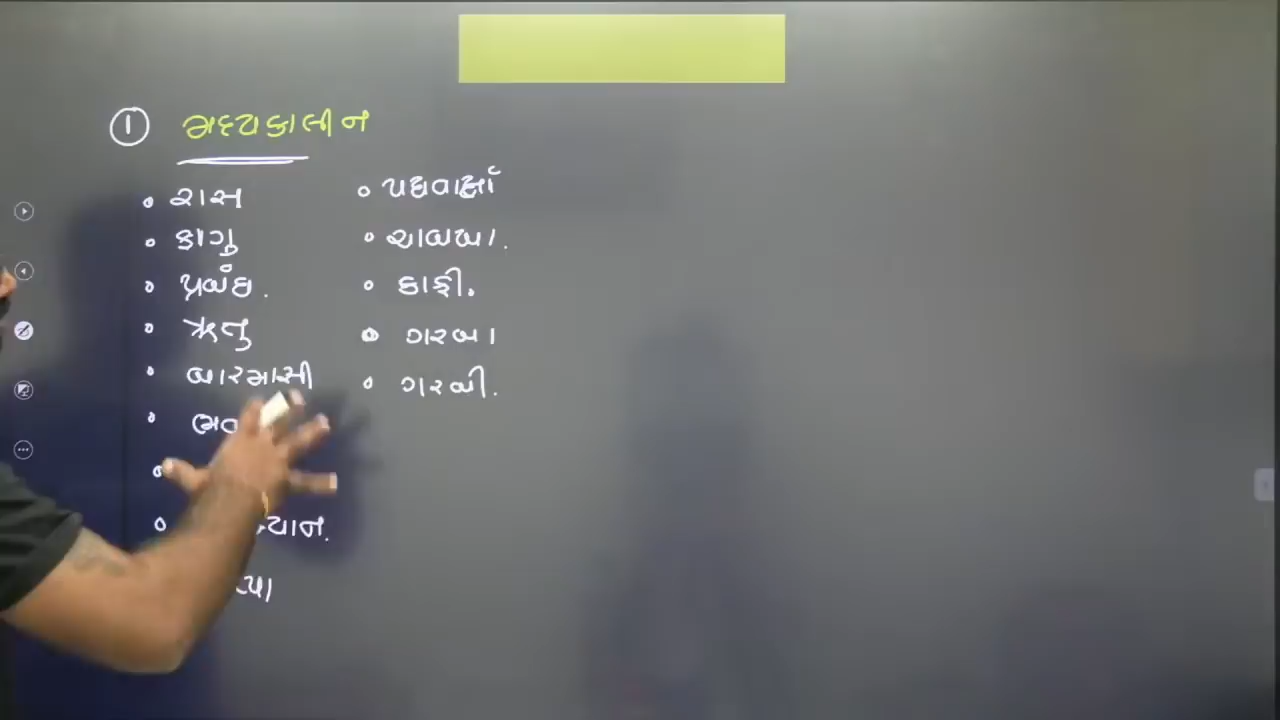 ① મધ્યકાલીન
• રાસ
• ફાગુ
• પ્રબંધ.
• ઋતુ
• બારમાસી
• પદ્યવાર્તા
• ચાબખા.
• કાફી.
• ગરબા
• ગરબી.